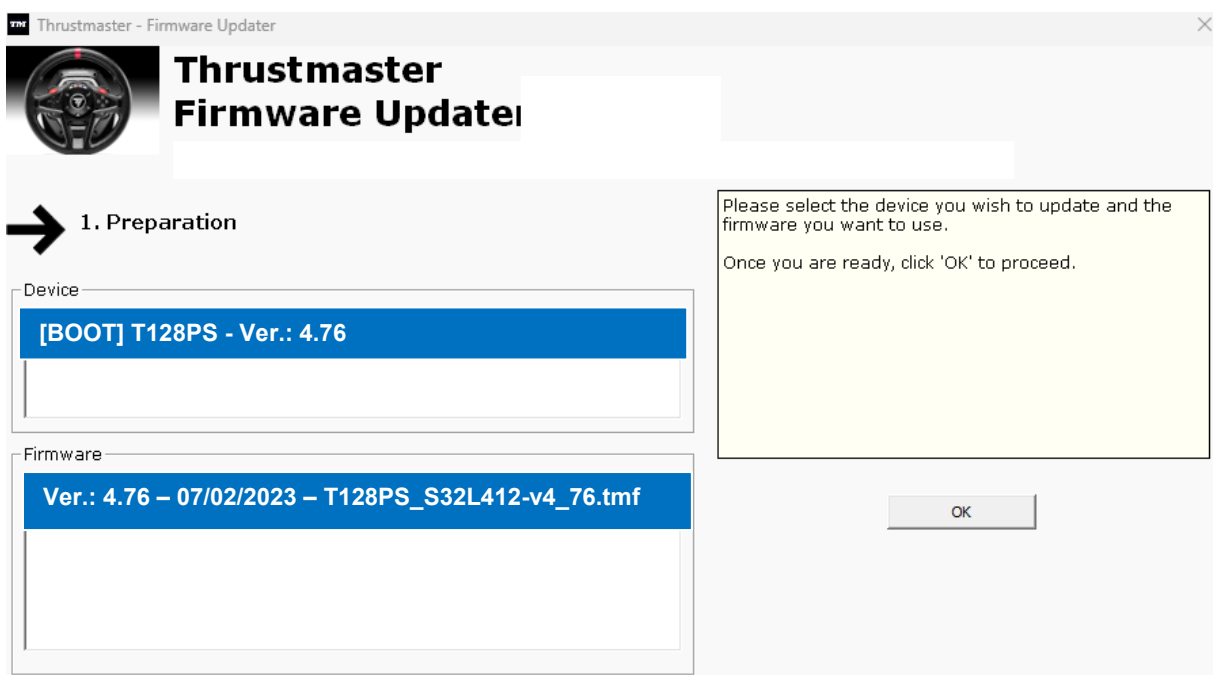 Thrustmaster - Firmware Updater
Thrustmaster
Firmware Updater
1. Preparation
Please select the device you wish to update and the
firmware you want to use.
Once you are ready, click 'OK' to proceed.
Device
[BOOT] T128PS - Ver.: 4.76
Firmware
Ver.: 4.76 – 07/02/2023 – T128PS_S32L412-v4_76.tmf
OK